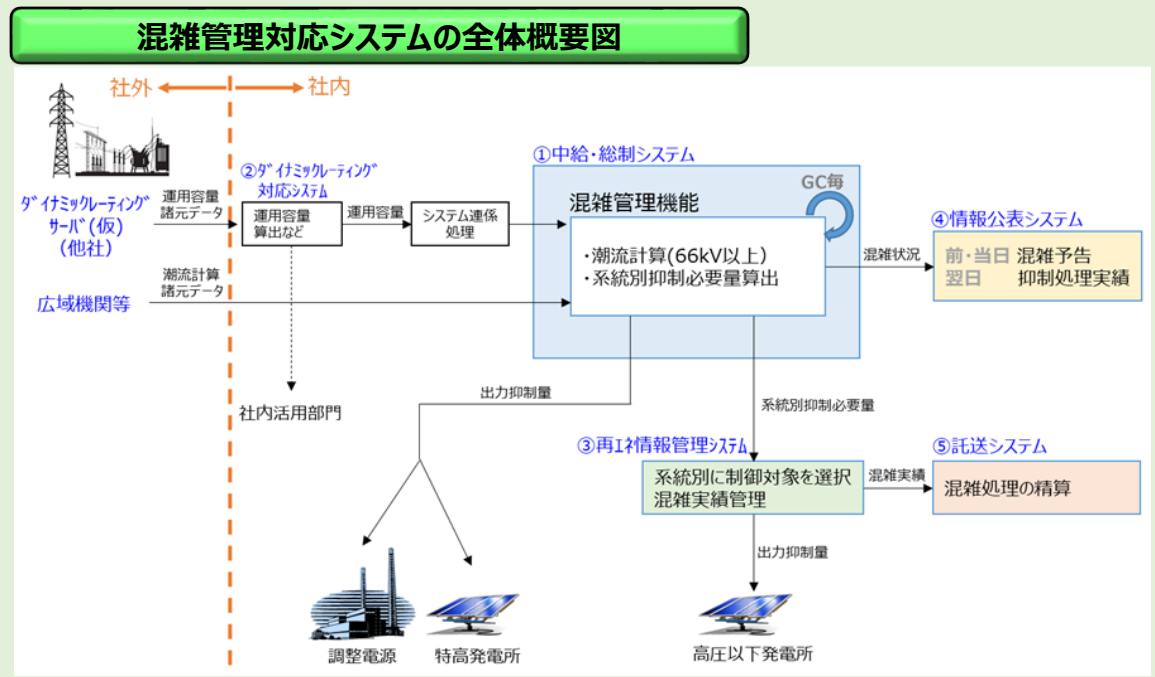 混雑管理対応システムの全体概要図
社外
社内
ダイナミックレーティング
サーバ(仮)
(他社)
運用容量
諸元データ
②ダイナミックレーティング
対応システム
運用容量
算出など
運用容量
システム連係
処理
①中給・総制システム
混雑管理機能
GC毎
・潮流計算(66kV以上)
・系統別抑制必要量算出
混雑状況
④情報公表システム
前・当日 混雑予告
翌日 抑制処理実績
広域機関等
潮流計算
諸元データ
社内活用部門
出力抑制量
系統別抑制必要量
③再エネ情報管理システム
系統別に制御対象を選択
混雑実績管理
混雑実績
⑤託送システム
混雑処理の精算
出力抑制量
調整電源
特高発電所
高圧以下発電所